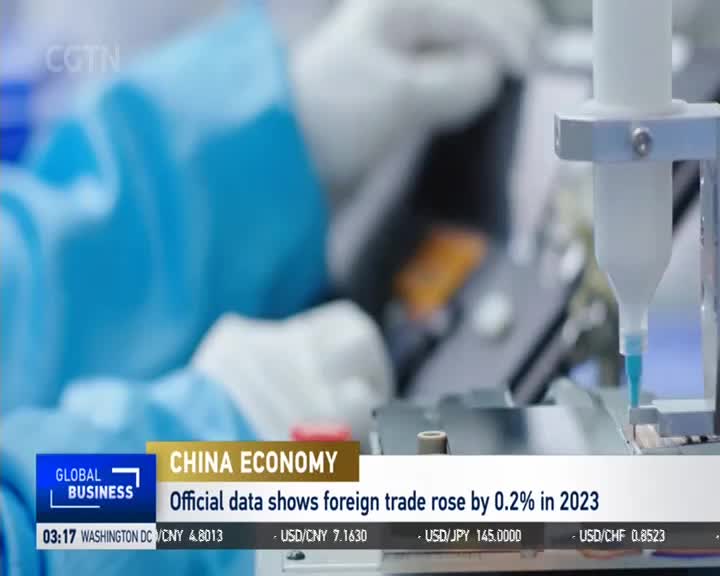 CGTN
CHINA ECONOMY
GLOBAL
BUSINESS
Official data shows foreign trade rose by 0.2% in 2023
03:17 WASHINGTON DC /CNY 4.8013 - USD/CNY 7.1630 - USD/JPY 145.0000 - USD/CHF 0.8523